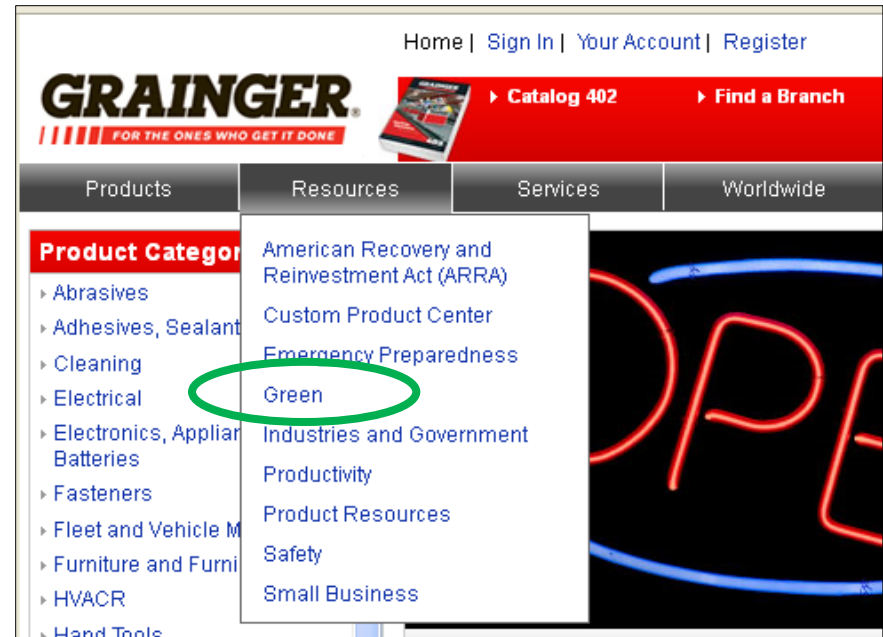 Home | Sign In | Your Account | Register
GRAINGER.
FOR THE ONES WHO GET IT DONE
Catalog 402
Find a Branch
Products
Resources
Services
Worldwide
Product Categor
Abrasives
Adhesives, Sealant
Cleaning
Electrical
Electronics, Applian
Batteries
Fasteners
Fleet and Vehicle M
Furniture and Furni
HVACR
Hand Tools
American Recovery and
Reinvestment Act (ARRA)
Custom Product Center
Emergency Preparedness
Green
Industries and Government
Productivity
Product Resources
Safety
Small Business
OPE